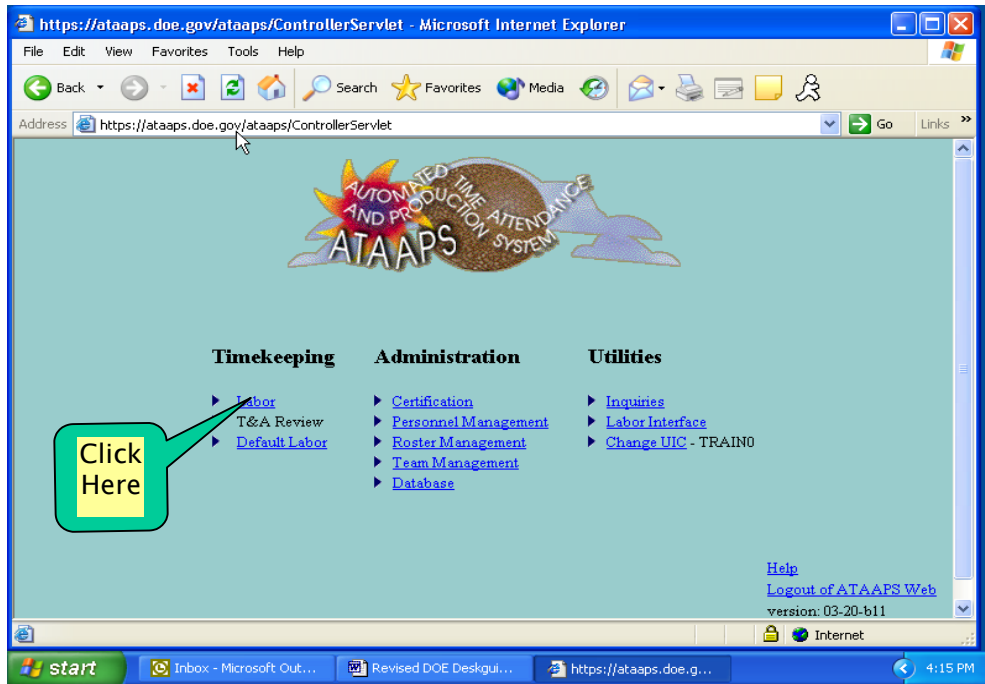 https://ataaps.doe.gov/ataaps/ControllerServlet - Microsoft Internet Explorer
File Edit View Favorites Tools Help
Back Search Favorites Media
Address https://ataaps.doe.gov/ataaps/ControllerServlet Go Links »
AUTOMATED TIME ATTENDANCE
AND PRODUCTION SYSTEM
ATAAPS
Timekeeping Administration Utilities
Labor Certification Inquiries
T&A Review Personnel Management Labor Interface
Default Labor Roster Management Change UIC - TRAIN0
Team Management
Database
Click
Here
Help
Logout of ATAAPS Web
version: 03-20-b11
Internet
start Inbox - Microsoft Out... Revised DOE Deskgui... https://ataaps.doe.g... 4:15 PM